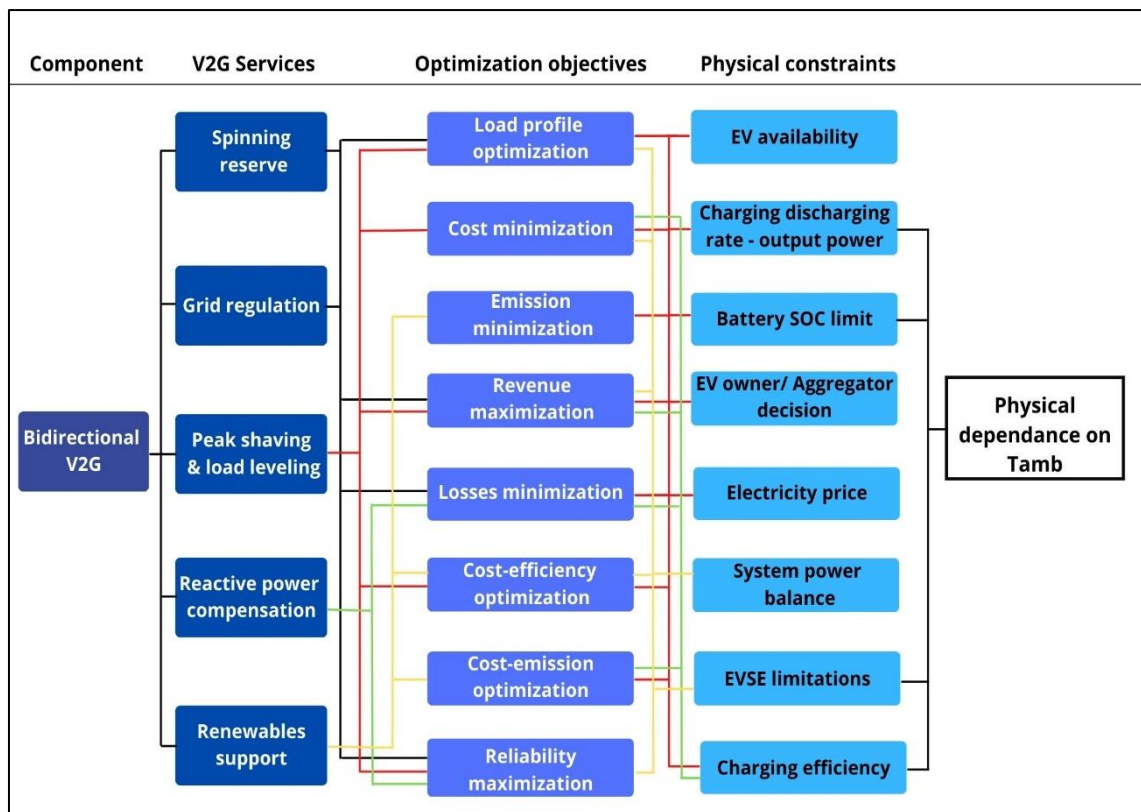 Component
V2G Services
Optimization objectives
Physical constraints
Bidirectional
V2G
Spinning
reserve
Grid regulation
Peak shaving
& load leveling
Reactive power
compensation
Renewables
support
Load profile
optimization
Cost minimization
Emission
minimization
Revenue
maximization
Losses minimization
Cost-efficiency
optimization
Cost-emission
optimization
Reliability
maximization
EV availability
Charging discharging
rate - output power
Battery SOC limit
EV owner/ Aggregator
decision
Electricity price
System power
balance
EVSE limitations
Charging efficiency
Physical
dependance on
Tamb